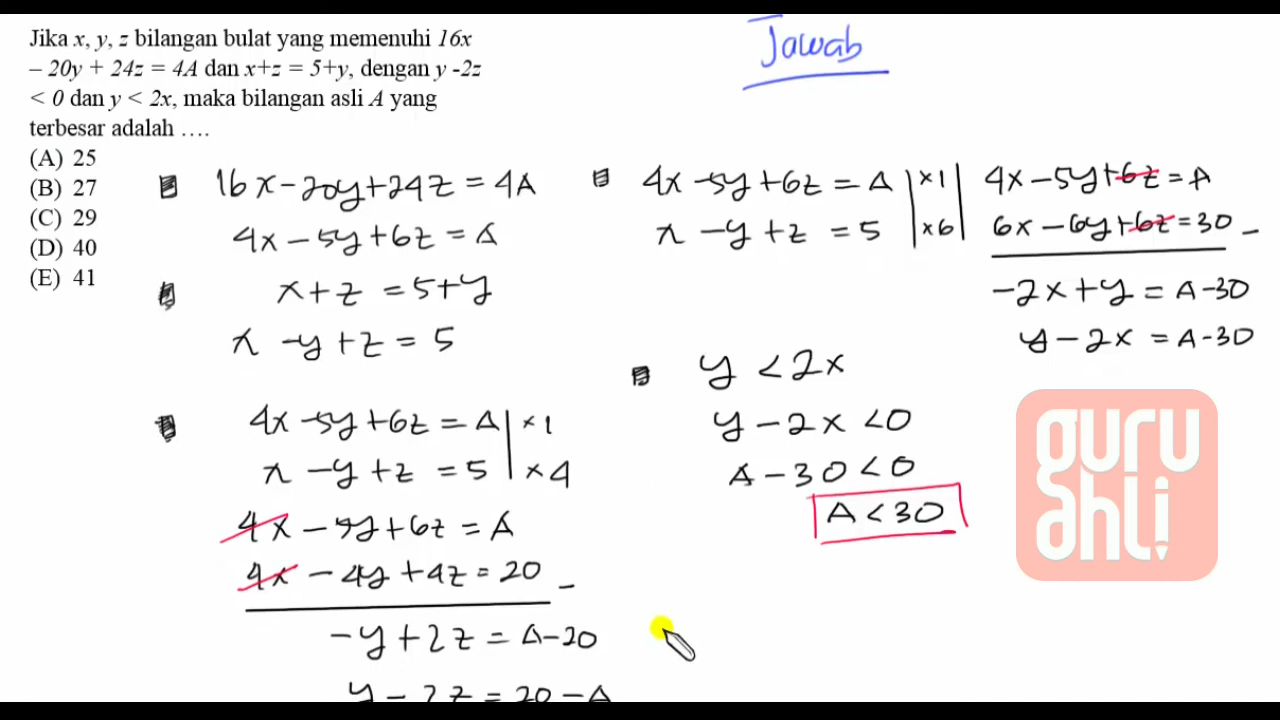 Jika x, y, z bilangan bulat yang memenuhi 16x
– 20y + 24z = 4A dan x+z = 5+y, dengan y -2z
< 0 dan y < 2x, maka bilangan asli A yang
terbesar adalah ….
(A) 25
(B) 27
(C) 29
(D) 40
(E) 41
Jawab
16x-20y+24z = 4A
4x-5y+6z = A
x+z = 5+y
x-y+z = 5
4x-5y+6z = A | ×1
x-y+z = 5 | ×4
4x-5y+6z = A
4x-4y+4z = 20 -
-y+2z = A-20
y-2z = 20-A
4x-5y+6z = A | ×1 | 4x-5y+6z = A
x-y+z = 5 | ×6 | 6x-6y+6z = 30 -
-2x+y = A-30
y-2x = A-30
y < 2x
y-2x < 0
A-30 < 0
A < 30
guru
ahli